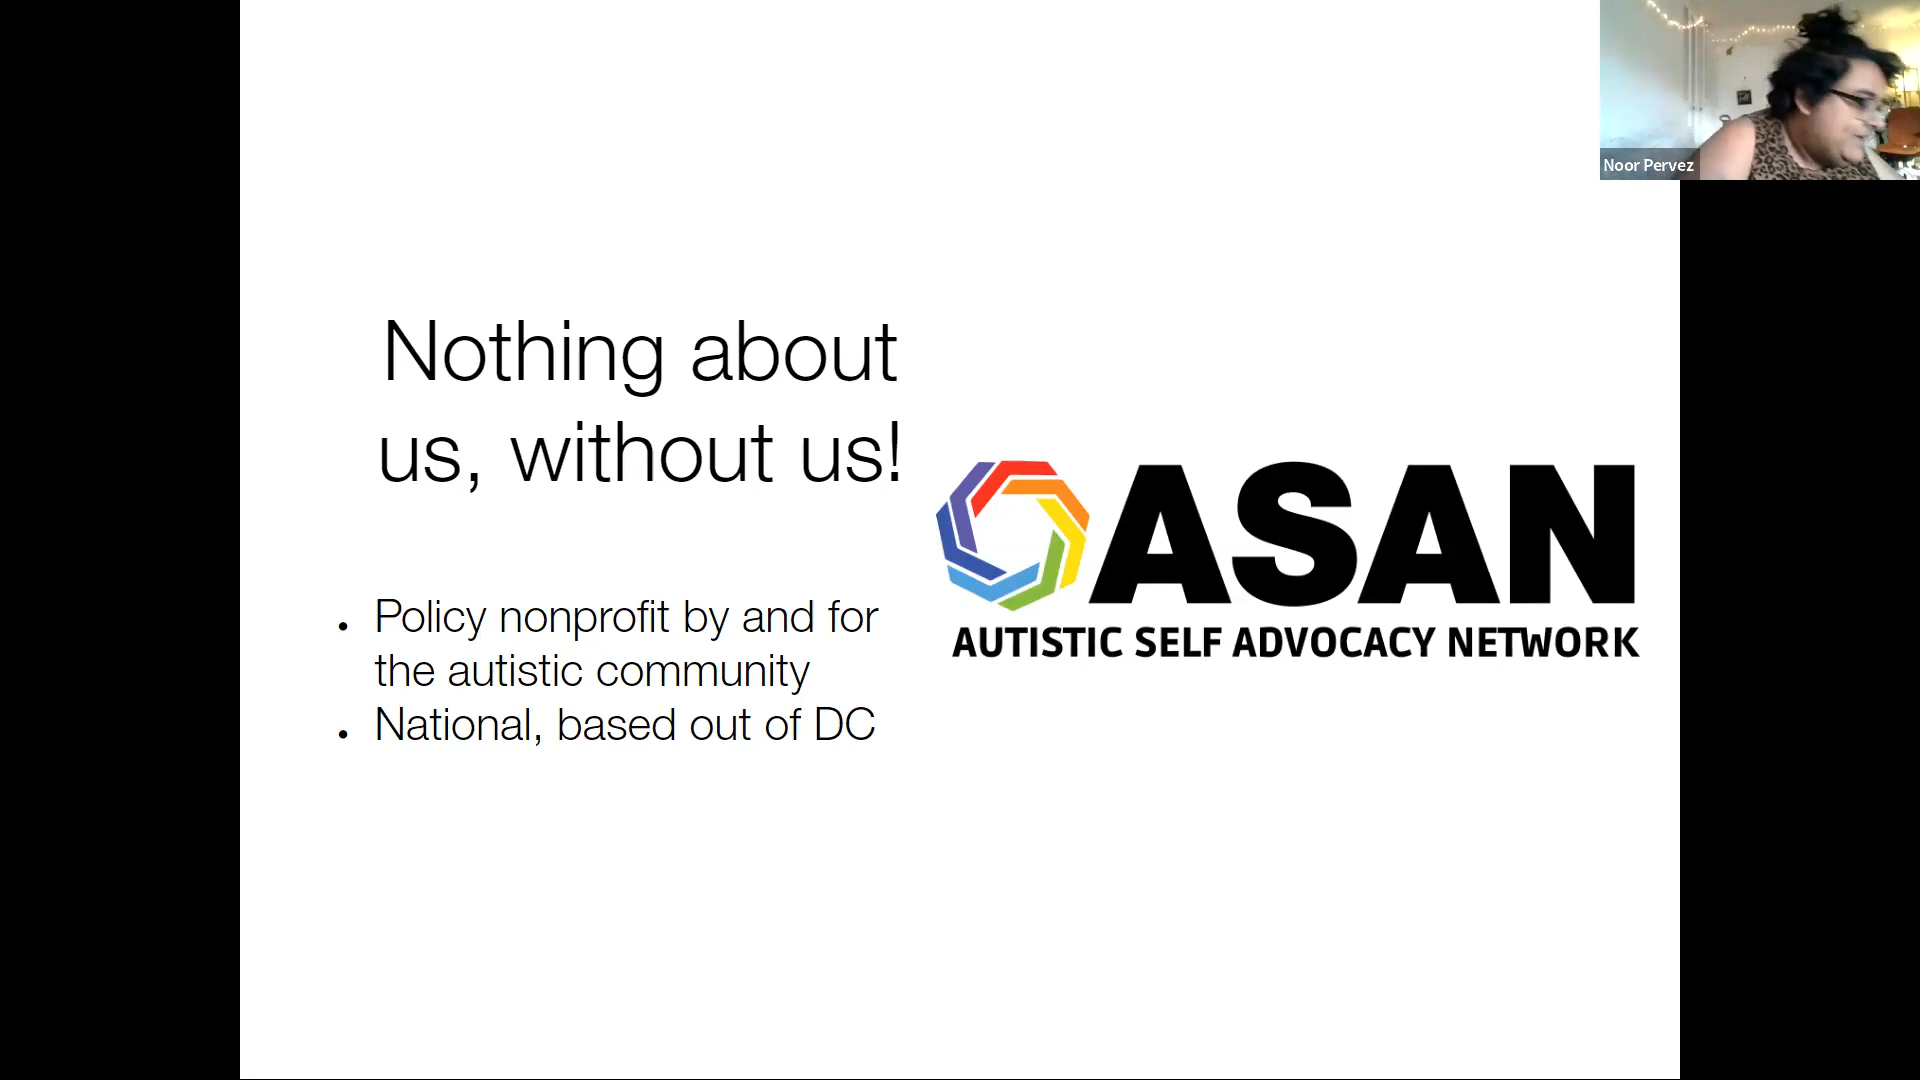 Noor Pervez
Nothing about
us, without us!
• Policy nonprofit by and for
the autistic community
• National, based out of DC
ASAN
AUTISTIC SELF ADVOCACY NETWORK